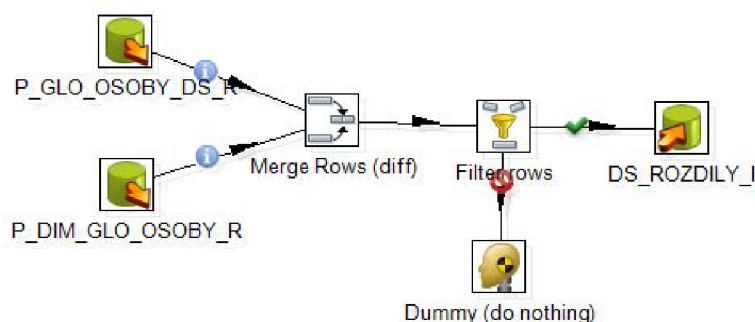 P_GLO_OSOBY_DS_R
Merge Rows (diff)
Filter rows
DS_ROZDILY_I
P_DIM_GLO_OSOBY_R
Dummy (do nothing)